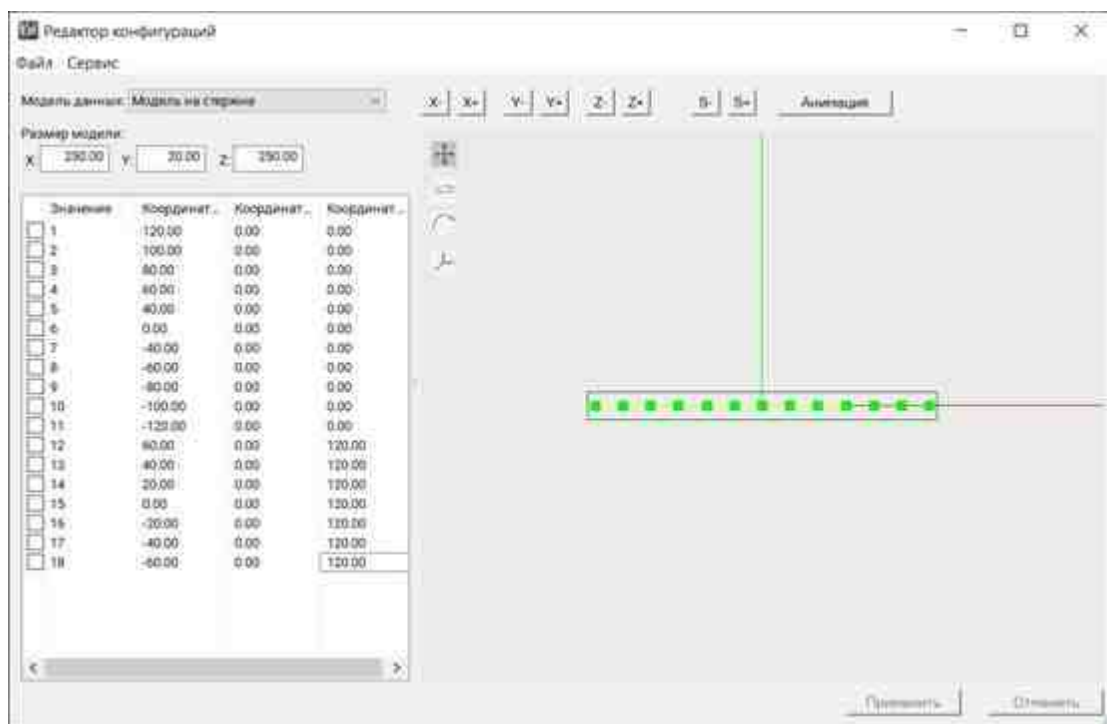 Редактор конфигураций
Файл Сервис
Модель данных: Модель на стержне
X- X+ Y- Y+ Z- Z+ S- S+ Анимация
Размер модели:
X: 250.00 Y: 20.00 Z: 250.00
Значение Координат... Координат... Координат...
1 120.00 0.00 0.00
2 100.00 0.00 0.00
3 80.00 0.00 0.00
4 60.00 0.00 0.00
5 40.00 0.00 0.00
6 0.00 0.00 0.00
7 -40.00 0.00 0.00
8 -60.00 0.00 0.00
9 -80.00 0.00 0.00
10 -100.00 0.00 0.00
11 -120.00 0.00 0.00
12 60.00 0.00 120.00
13 40.00 0.00 120.00
14 20.00 0.00 120.00
15 0.00 0.00 120.00
16 -20.00 0.00 120.00
17 -40.00 0.00 120.00
18 -60.00 0.00 120.00
Применить Отменить